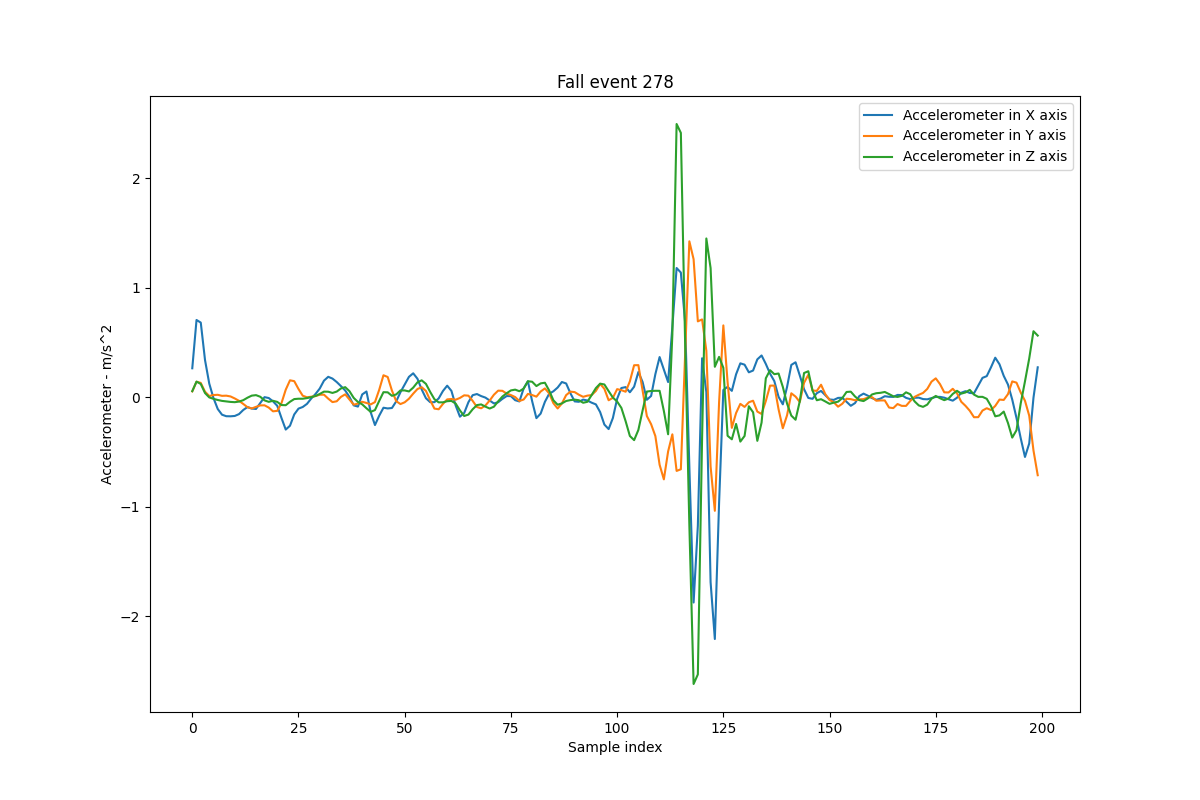 Fall event 278
Accelerometer in X axis
Accelerometer in Y axis
Accelerometer in Z axis
Accelerometer - m/s^2
2
1
0
−1
−2
0 25 50 75 100 125 150 175 200
Sample index